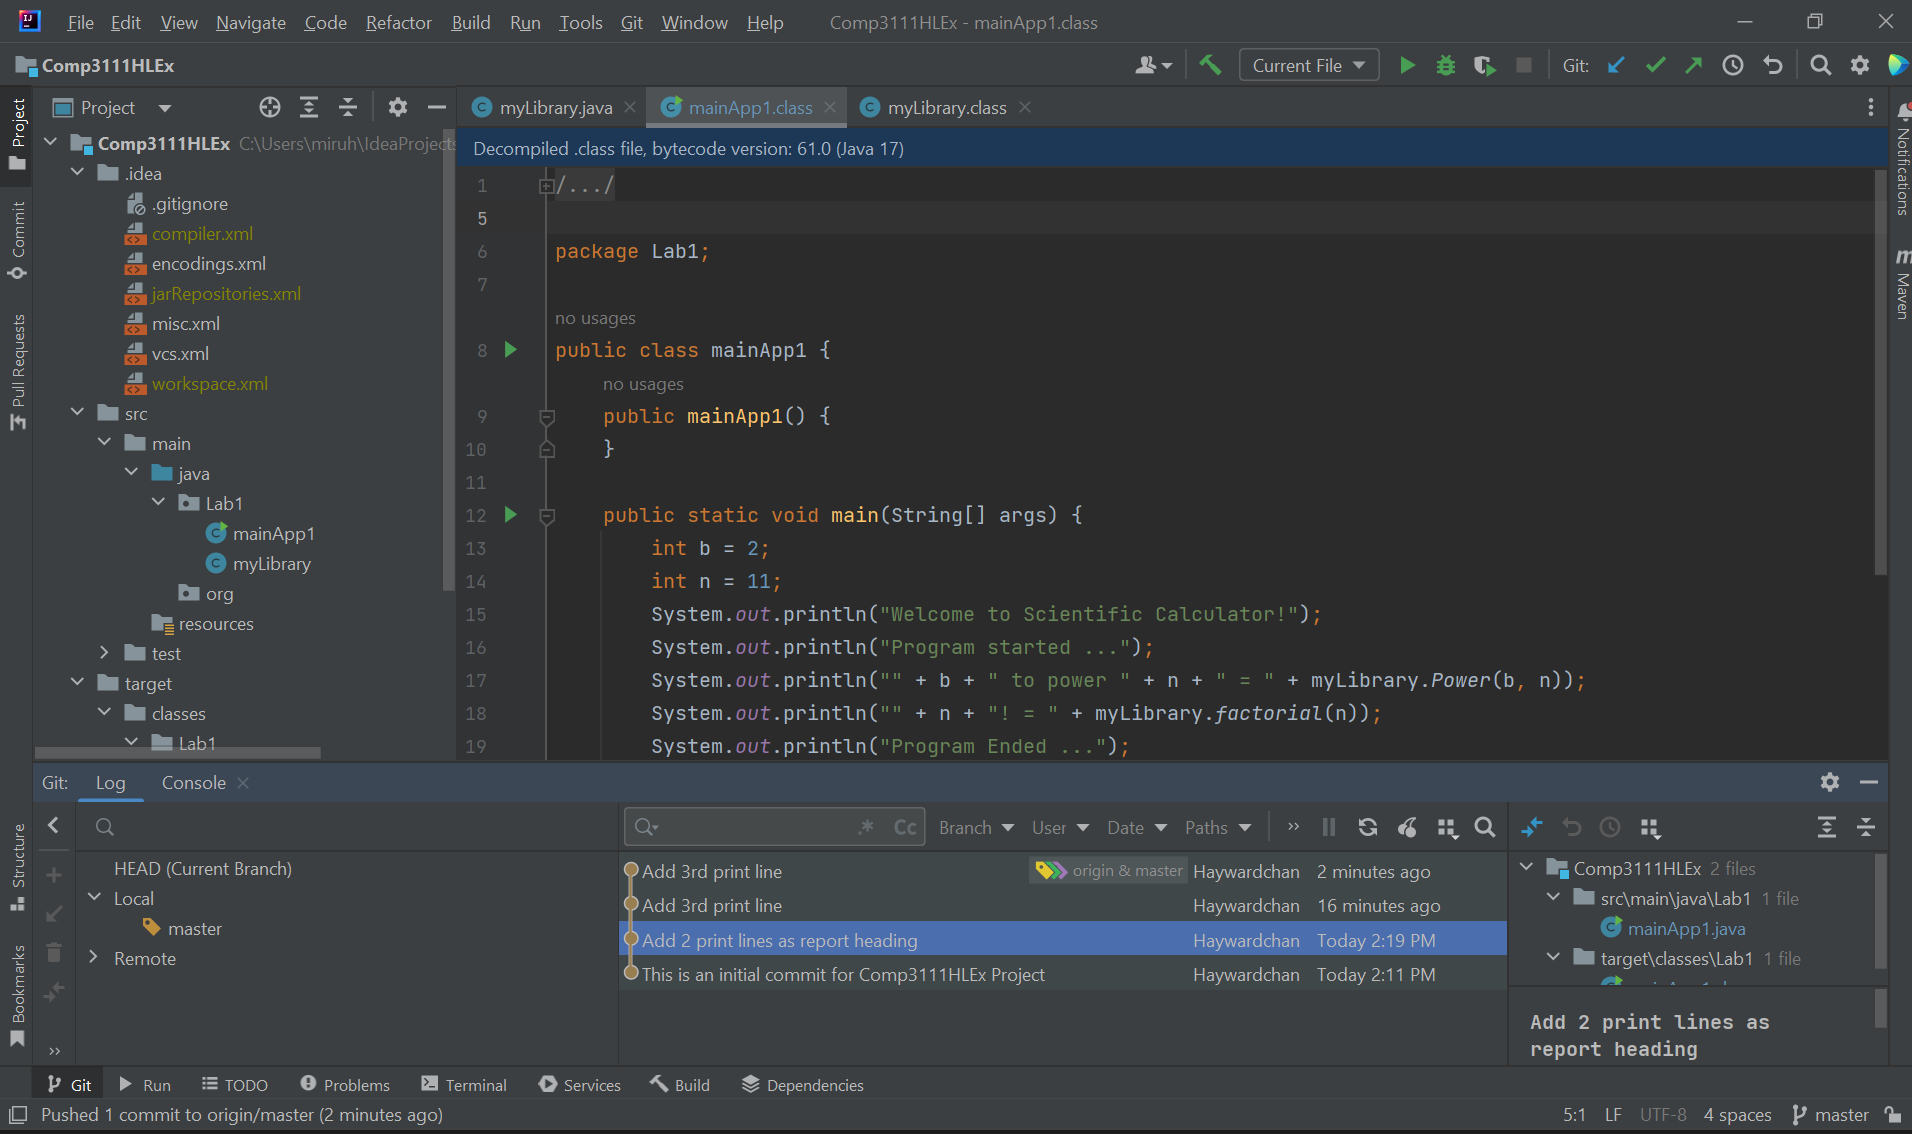 File Edit View Navigate Code Refactor Build Run Tools Git Window Help Comp3111HLEx - mainApp1.class
Comp3111HLEx Current File Git:
Project
Commit
Pull Requests
Structure
Bookmarks
Project
Comp3111HLEx C:\Users\miruh\IdeaProjects
.idea
.gitignore
compiler.xml
encodings.xml
jarRepositories.xml
misc.xml
vcs.xml
workspace.xml
src
main
java
Lab1
mainApp1
myLibrary
org
resources
test
target
classes
Lab1
myLibrary.java mainApp1.class myLibrary.class
Decompiled .class file, bytecode version: 61.0 (Java 17)
1 /.../
5
6 package Lab1;
7
no usages
8 public class mainApp1 {
no usages
9 public mainApp1() {
10 }
11
12 public static void main(String[] args) {
13 int b = 2;
14 int n = 11;
15 System.out.println("Welcome to Scientific Calculator!");
16 System.out.println("Program started ...");
17 System.out.println("" + b + " to power " + n + " = " + myLibrary.Power(b, n));
18 System.out.println("" + n + "! = " + myLibrary.factorial(n));
19 System.out.println("Program Ended ...");
Notifications
m Maven
Git: Log Console
HEAD (Current Branch)
Local
master
Remote
.* Cc Branch User Date Paths
Add 3rd print line origin & master Haywardchan 2 minutes ago
Add 3rd print line Haywardchan 16 minutes ago
Add 2 print lines as report heading Haywardchan Today 2:19 PM
This is an initial commit for Comp3111HLEx Project Haywardchan Today 2:11 PM
Comp3111HLEx 2 files
src\main\java\Lab1 1 file
mainApp1.java
target\classes\Lab1 1 file
Add 2 print lines as
report heading
Git Run TODO Problems Terminal Services Build Dependencies
Pushed 1 commit to origin/master (2 minutes ago) 5:1 LF UTF-8 4 spaces master